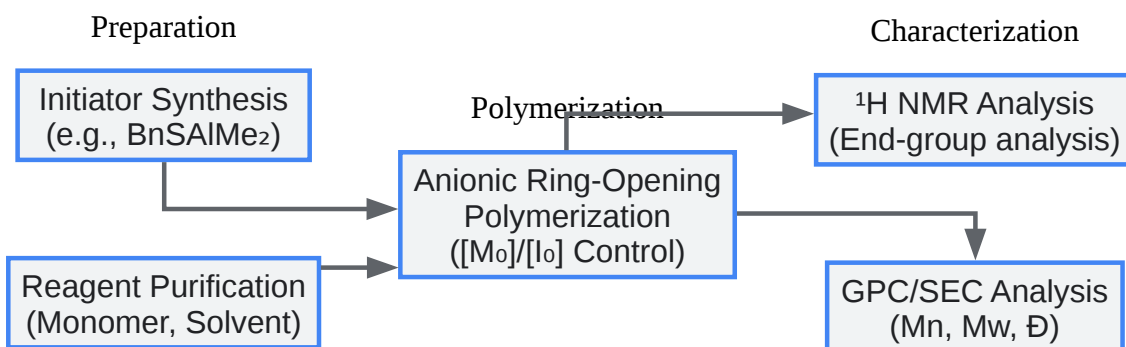 Preparation
Initiator Synthesis
(e.g., BnSAlMe₂)
Reagent Purification
(Monomer, Solvent)
Polymerization
Anionic Ring-Opening
Polymerization
([M₀]/[I₀] Control)
Characterization
¹H NMR Analysis
(End-group analysis)
GPC/SEC Analysis
(Mn, Mw, Đ)